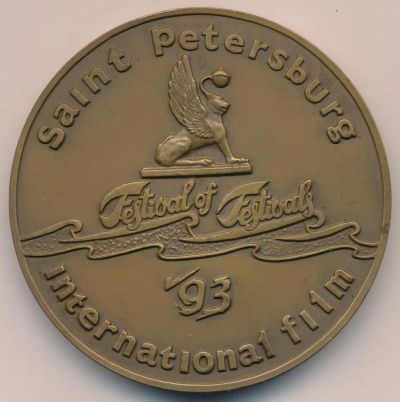 Saint Petersburg
Festival of Festivals
'93
International film